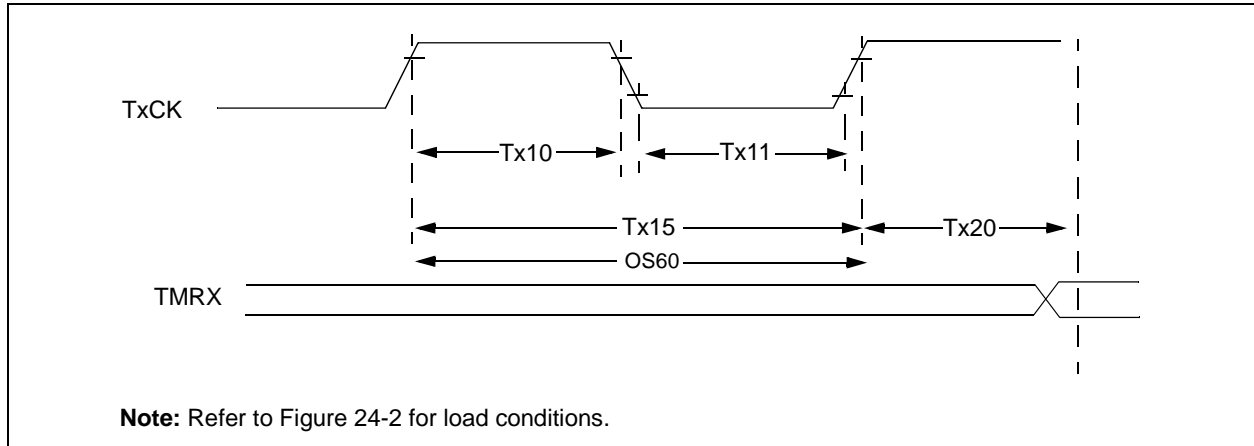 TxCK
Tx10
Tx11
Tx15
Tx20
OS60
TMRX
Note: Refer to Figure 24-2 for load conditions.